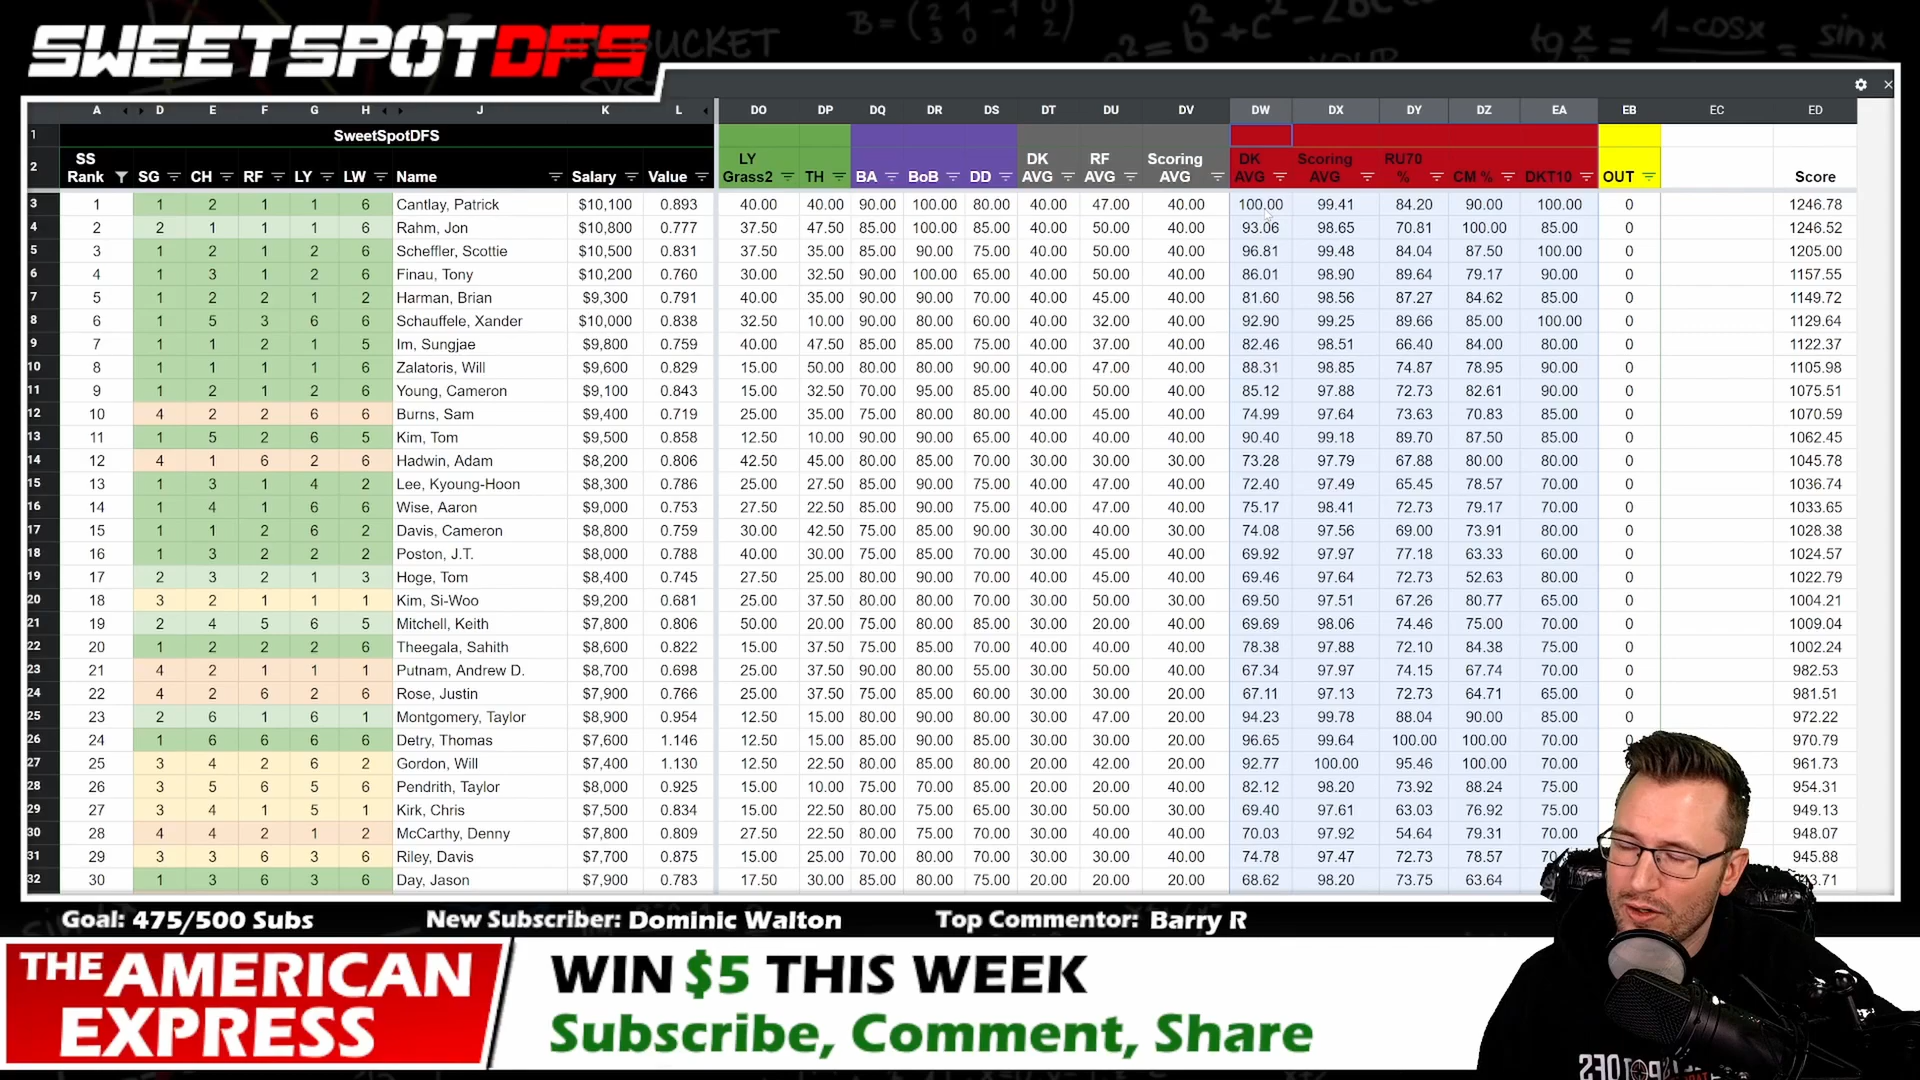 SWEETSPOTDFS
A D E F G H J K L DO DP DQ DR DS DT DU DV DW DX DY DZ EA EB EC ED
1 SweetSpotDFS
2 SS Rank SG CH RF LY LW Name Salary Value LY Grass2 TH BA BoB DD DK AVG RF AVG Scoring AVG DK AVG Scoring AVG RU70 % CM % DKT10 OUT Score
3 1 1 2 1 1 6 Cantlay, Patrick $10,100 0.893 40.00 40.00 90.00 100.00 80.00 40.00 47.00 40.00 100.00 99.41 84.20 90.00 100.00 0 1246.78
4 2 2 1 1 1 6 Rahm, Jon $10,800 0.777 37.50 47.50 85.00 100.00 85.00 40.00 50.00 40.00 93.06 98.65 70.81 100.00 85.00 0 1246.52
5 3 1 2 1 2 6 Scheffler, Scottie $10,500 0.831 37.50 35.00 85.00 90.00 75.00 40.00 50.00 40.00 96.81 99.48 84.04 87.50 100.00 0 1205.00
6 4 1 3 1 2 6 Finau, Tony $10,200 0.760 30.00 32.50 90.00 100.00 65.00 40.00 50.00 40.00 86.01 98.90 89.64 79.17 90.00 0 1157.55
7 5 1 2 2 1 2 Harman, Brian $9,300 0.791 40.00 35.00 90.00 90.00 70.00 40.00 45.00 40.00 81.60 98.56 87.27 84.62 85.00 0 1149.72
8 6 1 5 3 6 6 Schauffele, Xander $10,000 0.838 32.50 10.00 90.00 80.00 60.00 40.00 32.00 40.00 92.90 99.25 89.66 85.00 100.00 0 1129.64
9 7 1 1 2 1 5 Im, Sungjae $9,800 0.759 40.00 47.50 85.00 85.00 75.00 40.00 37.00 40.00 82.46 98.51 66.40 84.00 80.00 0 1122.37
10 8 1 1 1 1 6 Zalatoris, Will $9,600 0.829 15.00 50.00 80.00 80.00 90.00 40.00 47.00 40.00 88.31 98.85 74.87 78.95 90.00 0 1105.98
11 9 1 2 1 2 6 Young, Cameron $9,100 0.843 15.00 32.50 70.00 95.00 85.00 40.00 50.00 40.00 85.12 97.88 72.73 82.61 90.00 0 1075.51
12 10 4 2 2 6 6 Burns, Sam $9,400 0.719 25.00 35.00 75.00 80.00 80.00 40.00 45.00 40.00 74.99 97.64 73.63 70.83 85.00 0 1070.59
13 11 1 5 2 6 5 Kim, Tom $9,500 0.858 12.50 10.00 90.00 90.00 65.00 40.00 40.00 40.00 90.40 99.18 89.70 87.50 85.00 0 1062.45
14 12 4 1 6 2 6 Hadwin, Adam $8,200 0.806 42.50 45.00 80.00 85.00 70.00 30.00 30.00 30.00 73.28 97.79 67.88 80.00 80.00 0 1045.78
15 13 1 3 1 4 2 Lee, Kyoung-Hoon $8,300 0.786 25.00 27.50 85.00 90.00 75.00 40.00 47.00 40.00 72.40 97.49 65.45 78.57 70.00 0 1036.74
16 14 1 4 1 6 6 Wise, Aaron $9,000 0.753 27.50 22.50 85.00 90.00 75.00 40.00 47.00 40.00 75.17 98.41 72.73 79.17 70.00 0 1033.65
17 15 1 1 2 6 2 Davis, Cameron $8,800 0.759 30.00 42.50 75.00 85.00 90.00 30.00 40.00 30.00 74.08 97.56 69.00 73.91 80.00 0 1028.38
18 16 1 3 2 2 2 Poston, J.T. $8,000 0.788 40.00 30.00 75.00 85.00 70.00 40.00 45.00 40.00 69.92 97.97 77.18 63.33 60.00 0 1024.57
19 17 2 3 2 1 3 Hoge, Tom $8,400 0.745 27.50 25.00 80.00 90.00 70.00 40.00 45.00 40.00 69.46 97.64 72.73 52.63 80.00 0 1022.79
20 18 3 2 1 1 1 Kim, Si-Woo $9,200 0.681 25.00 37.50 80.00 80.00 70.00 30.00 50.00 30.00 69.50 97.51 67.26 80.77 65.00 0 1004.21
21 19 2 4 5 6 5 Mitchell, Keith $7,800 0.806 50.00 20.00 75.00 80.00 85.00 30.00 20.00 40.00 69.69 98.06 74.46 75.00 70.00 0 1009.04
22 20 1 2 2 2 6 Theegala, Sahith $8,600 0.822 15.00 37.50 75.00 85.00 70.00 40.00 40.00 40.00 78.38 97.88 72.10 84.38 75.00 0 1002.24
23 21 4 2 1 1 1 Putnam, Andrew D. $8,700 0.698 25.00 37.50 90.00 80.00 55.00 30.00 50.00 40.00 67.34 97.97 74.15 67.74 70.00 0 982.53
24 22 4 2 6 2 6 Rose, Justin $7,900 0.766 25.00 37.50 80.00 85.00 60.00 30.00 30.00 20.00 67.11 97.13 72.73 64.71 65.00 0 981.51
25 23 2 6 1 6 1 Montgomery, Taylor $8,900 0.954 12.50 15.00 80.00 90.00 80.00 30.00 47.00 20.00 94.23 99.78 88.04 90.00 85.00 0 972.22
26 24 1 6 6 6 6 Detry, Thomas $7,600 1.146 12.50 15.00 85.00 90.00 80.00 30.00 30.00 20.00 96.65 99.64 100.00 100.00 70.00 0 970.79
27 25 3 4 2 6 2 Gordon, Will $7,400 1.130 12.50 22.50 80.00 85.00 80.00 20.00 42.00 20.00 92.77 100.00 95.46 100.00 70.00 961.73
28 26 3 5 6 5 6 Pendrith, Taylor $8,000 0.925 15.00 10.00 75.00 70.00 85.00 20.00 20.00 40.00 82.12 98.20 73.92 88.24 75.00 954.31
29 27 3 4 1 5 1 Kirk, Chris $7,500 0.834 15.00 22.50 80.00 75.00 65.00 30.00 50.00 30.00 69.40 97.61 63.03 76.92 75.00 949.13
30 28 4 4 2 1 2 McCarthy, Denny $7,800 0.809 27.50 22.50 80.00 75.00 70.00 30.00 40.00 40.00 70.03 97.92 54.64 79.31 70.00 948.07
31 29 3 3 6 3 6 Riley, Davis $7,700 0.875 15.00 25.00 70.00 80.00 70.00 30.00 30.00 40.00 74.78 97.47 72.73 78.57 945.88
32 30 1 3 6 3 6 Day, Jason $7,900 0.783 17.50 30.00 85.00 80.00 75.00 20.00 20.00 20.00 68.62 98.20 73.75 63.64
Goal: 475/500 Subs New Subscriber: Dominic Walton Top Commentor: Barry R
THE AMERICAN EXPRESS
WIN $5 THIS WEEK
Subscribe, Comment, Share